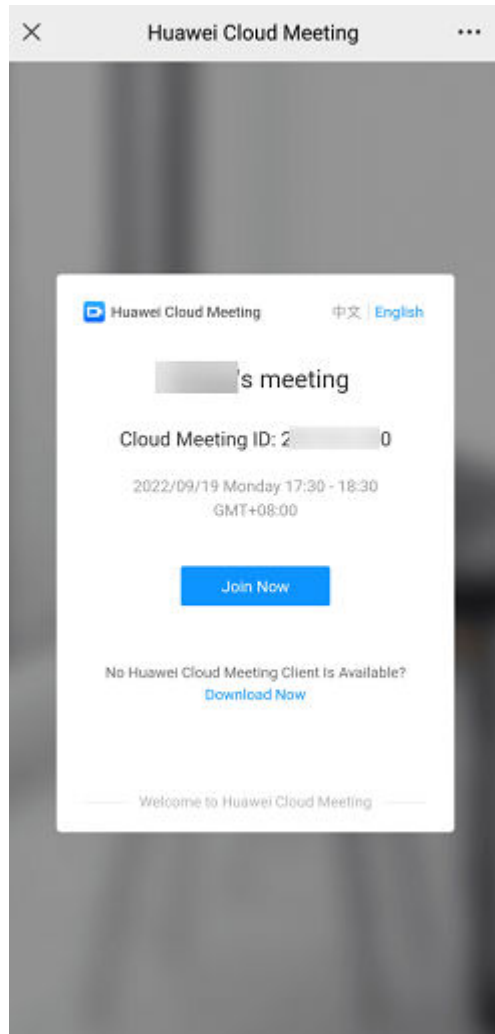 Huawei Cloud Meeting
Huawei Cloud Meeting
中文 | English
's meeting
Cloud Meeting ID: 2 0
2022/09/19 Monday 17:30 - 18:30
GMT+08:00
Join Now
No Huawei Cloud Meeting Client Is Available?
Download Now
Welcome to Huawei Cloud Meeting